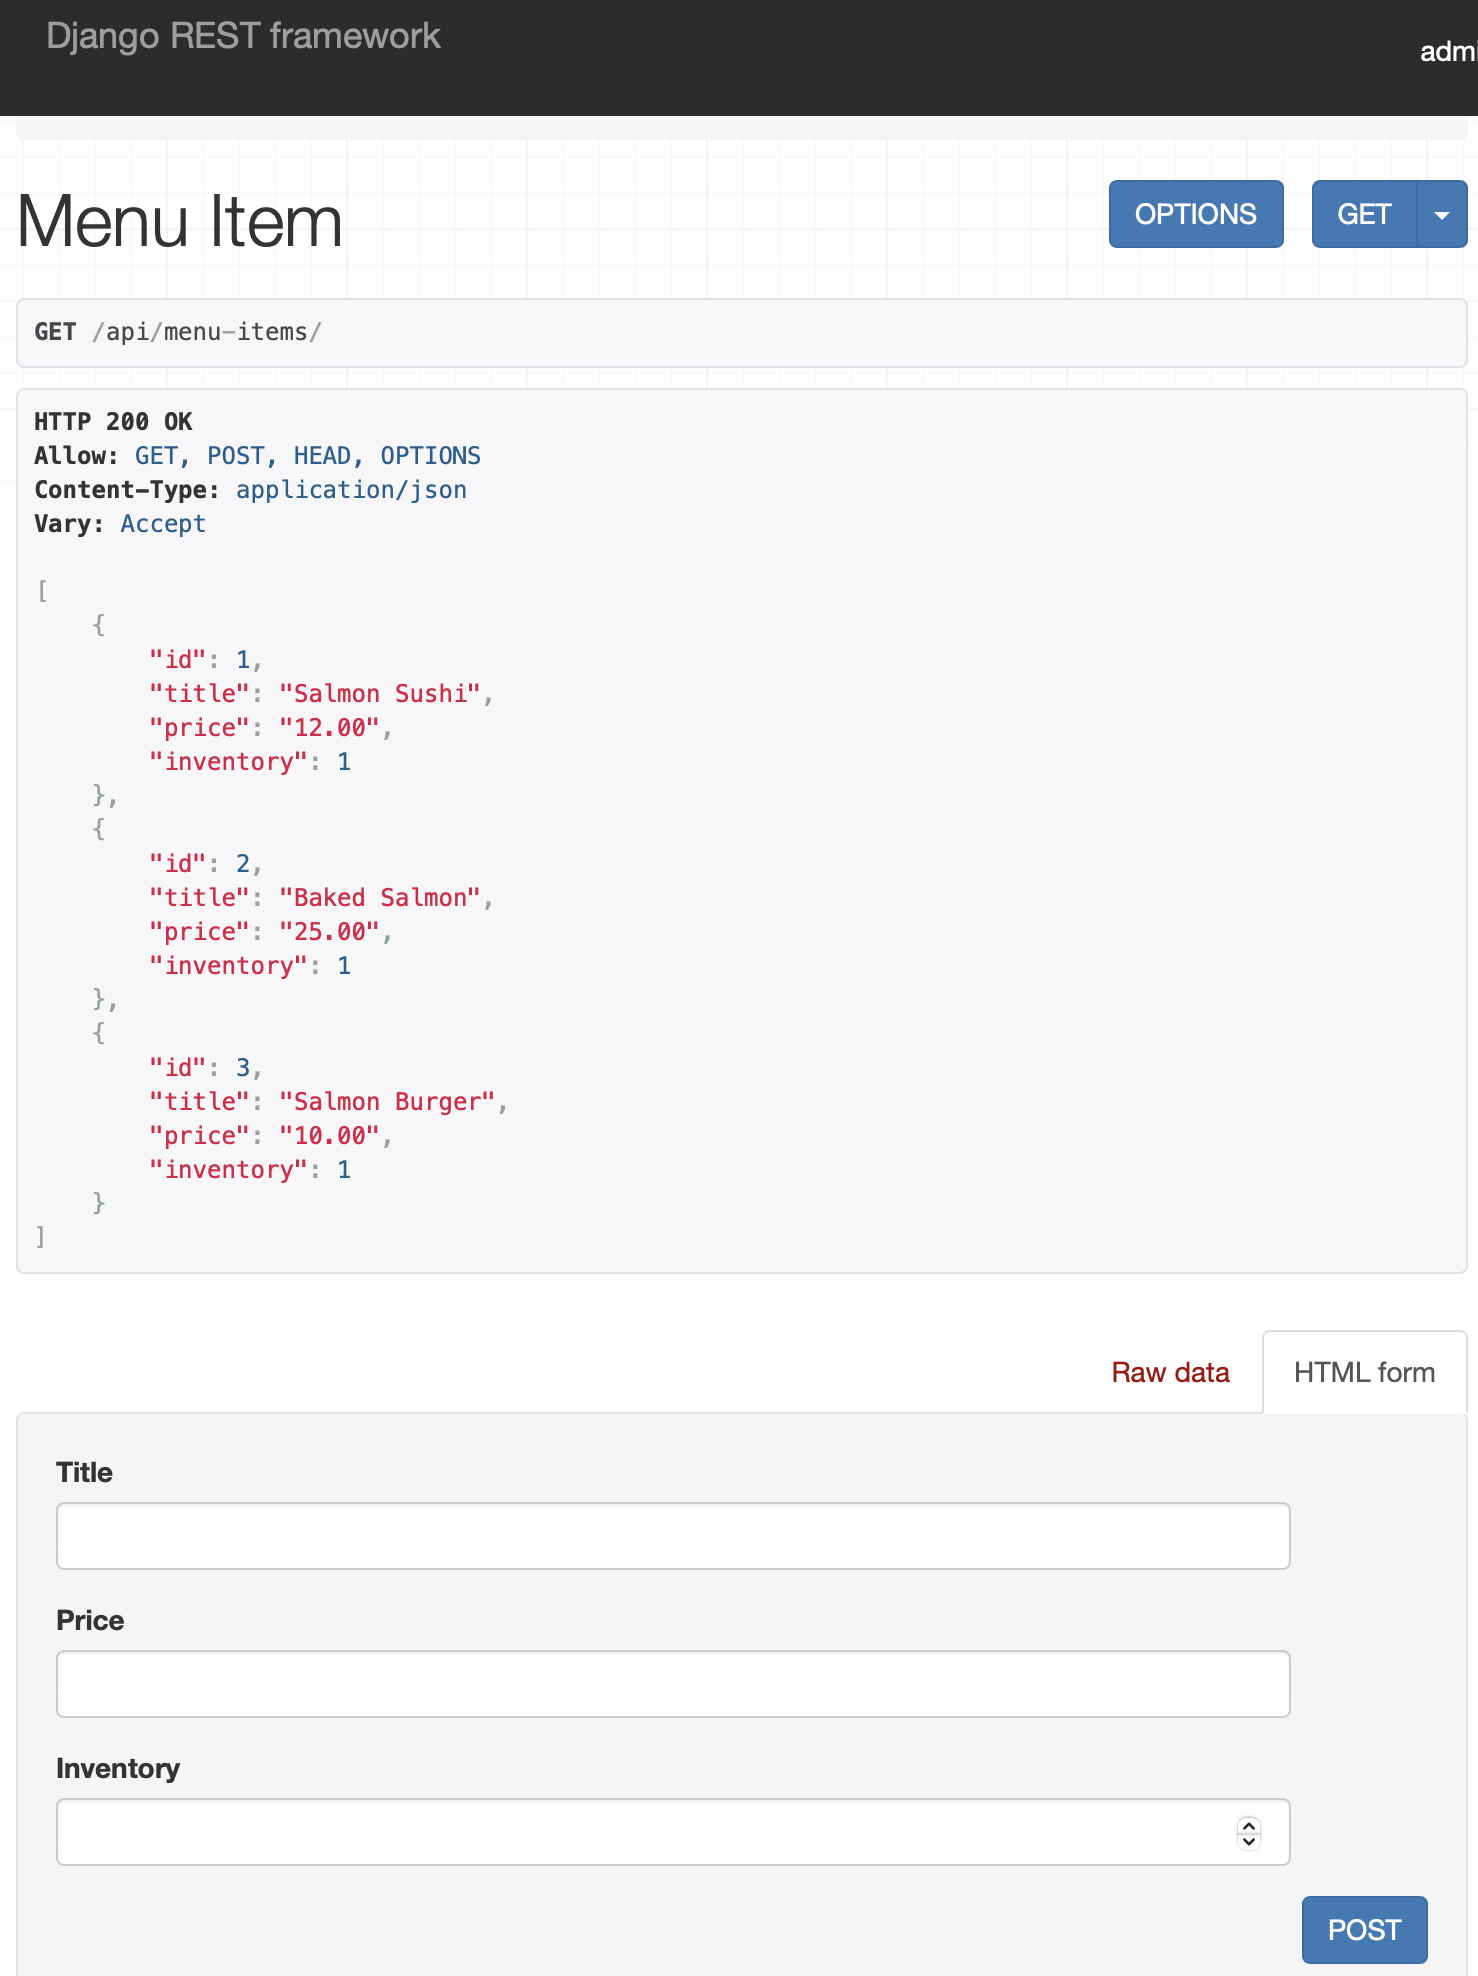 Django REST framework
admi
Menu Item
OPTIONS
GET
GET /api/menu-items/
HTTP 200 OK
Allow: GET, POST, HEAD, OPTIONS
Content-Type: application/json
Vary: Accept
[
    {
        "id": 1,
        "title": "Salmon Sushi",
        "price": "12.00",
        "inventory": 1
    },
    {
        "id": 2,
        "title": "Baked Salmon",
        "price": "25.00",
        "inventory": 1
    },
    {
        "id": 3,
        "title": "Salmon Burger",
        "price": "10.00",
        "inventory": 1
    }
]
Raw data
HTML form
Title
Price
Inventory
POST